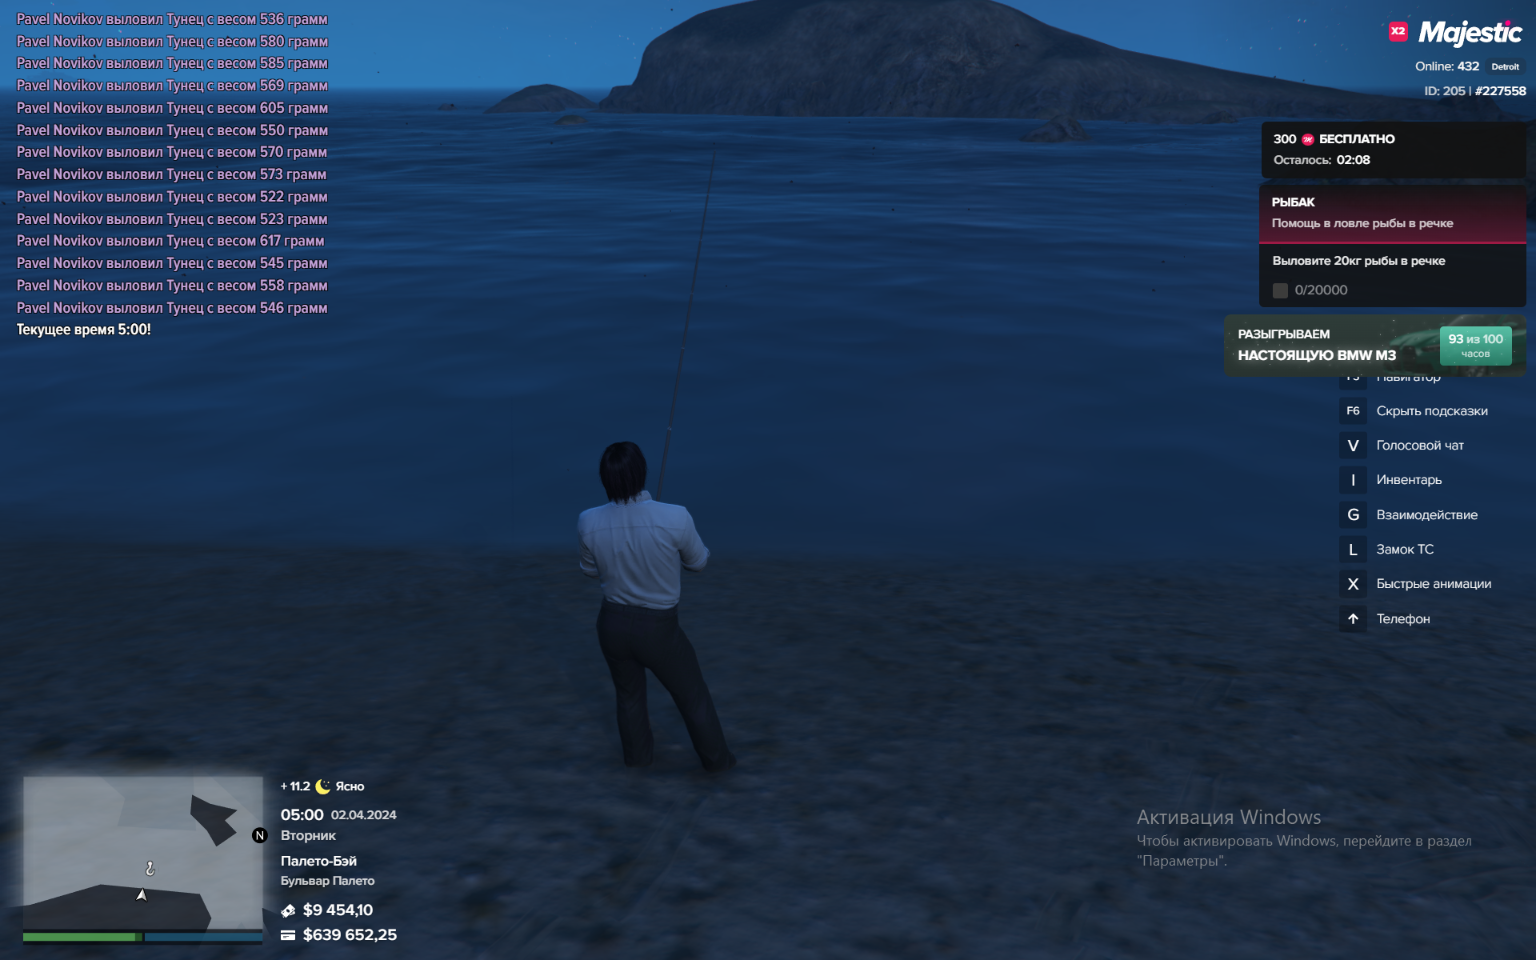 Pavel Novikov выловил Тунец с весом 536 грамм
Pavel Novikov выловил Тунец с весом 580 грамм
Pavel Novikov выловил Тунец с весом 585 грамм
Pavel Novikov выловил Тунец с весом 569 грамм
Pavel Novikov выловил Тунец с весом 605 грамм
Pavel Novikov выловил Тунец с весом 550 грамм
Pavel Novikov выловил Тунец с весом 570 грамм
Pavel Novikov выловил Тунец с весом 573 грамм
Pavel Novikov выловил Тунец с весом 522 грамм
Pavel Novikov выловил Тунец с весом 523 грамм
Pavel Novikov выловил Тунец с весом 617 грамм
Pavel Novikov выловил Тунец с весом 545 грамм
Pavel Novikov выловил Тунец с весом 558 грамм
Pavel Novikov выловил Тунец с весом 546 грамм
Текущее время 5:00!
X2 Majestic
Online: 432 Detroit
ID: 205 | #227558
300 БЕСПЛАТНО
Осталось: 02:08
РЫБАК
Помощь в ловле рыбы в речке
Выловите 20кг рыбы в речке
0/20000
РАЗЫГРЫВАЕМ
НАСТОЯЩУЮ BMW M3
93 из 100
часов
Навигатор
F6 Скрыть подсказки
V Голосовой чат
I Инвентарь
G Взаимодействие
L Замок ТС
X Быстрые анимации
Телефон
+ 11.2 Ясно
05:00 02.04.2024
N Вторник
Палето-Бэй
Бульвар Палето
$9 454,10
$639 652,25
Активация Windows
Чтобы активировать Windows, перейдите в раздел
"Параметры".